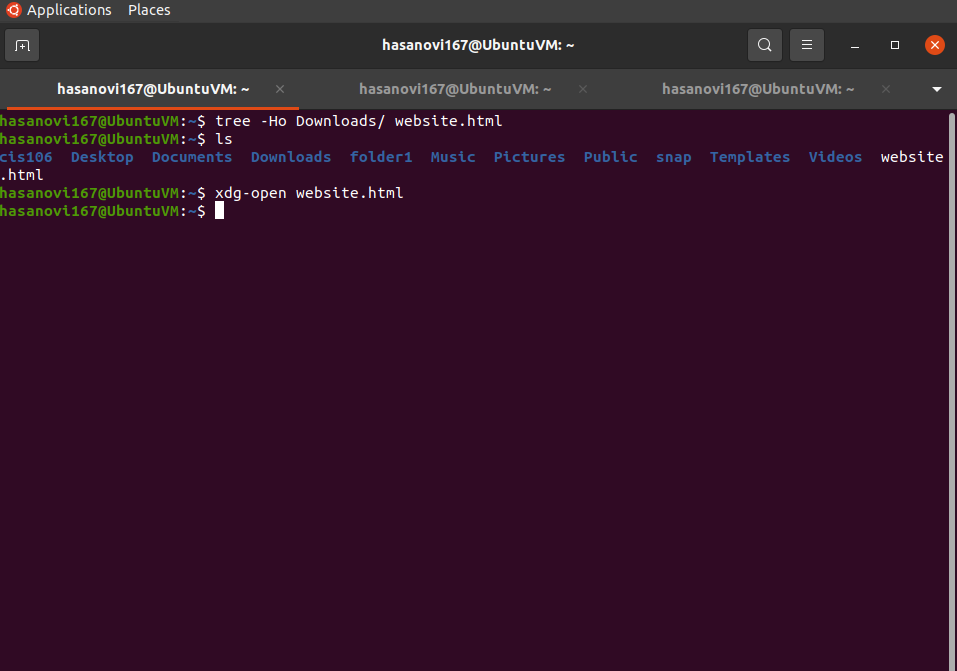 Applications Places
hasanovi167@UbuntuVM: ~
hasanovi167@UbuntuVM: ~ hasanovi167@UbuntuVM: ~ hasanovi167@UbuntuVM: ~
hasanovi167@UbuntuVM:~$ tree -Ho Downloads/ website.html
hasanovi167@UbuntuVM:~$ ls
cis106 Desktop Documents Downloads folder1 Music Pictures Public snap Templates Videos website
.html
hasanovi167@UbuntuVM:~$ xdg-open website.html
hasanovi167@UbuntuVM:~$